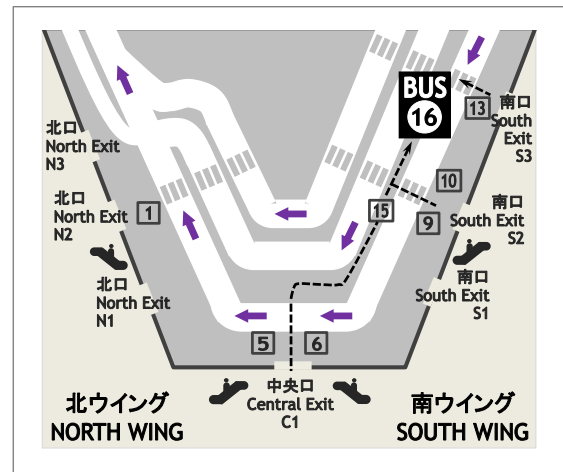 BUS
16
13
南口
South
Exit
S3
北口
North Exit
N3
10
北口
North Exit
N2
1
15
9
南口
South Exit
S2
北口
North Exit
N1
南口
South Exit
S1
5
6
中央口
Central Exit
C1
北ウイング
NORTH WING
南ウイング
SOUTH WING